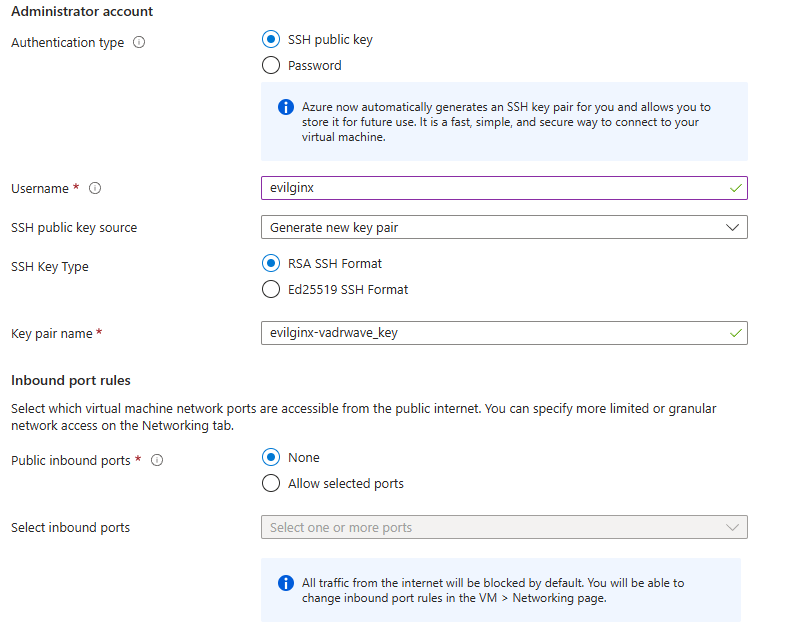 Administrator account
Authentication type
SSH public key
Password
Azure now automatically generates an SSH key pair for you and allows you to
store it for future use. It is a fast, simple, and secure way to connect to your
virtual machine.
Username *
evilginx
SSH public key source
Generate new key pair
SSH Key Type
RSA SSH Format
Ed25519 SSH Format
Key pair name *
evilginx-vadrwave_key
Inbound port rules
Select which virtual machine network ports are accessible from the public internet. You can specify more limited or granular
network access on the Networking tab.
Public inbound ports *
None
Allow selected ports
Select inbound ports
Select one or more ports
All traffic from the internet will be blocked by default. You will be able to
change inbound port rules in the VM > Networking page.